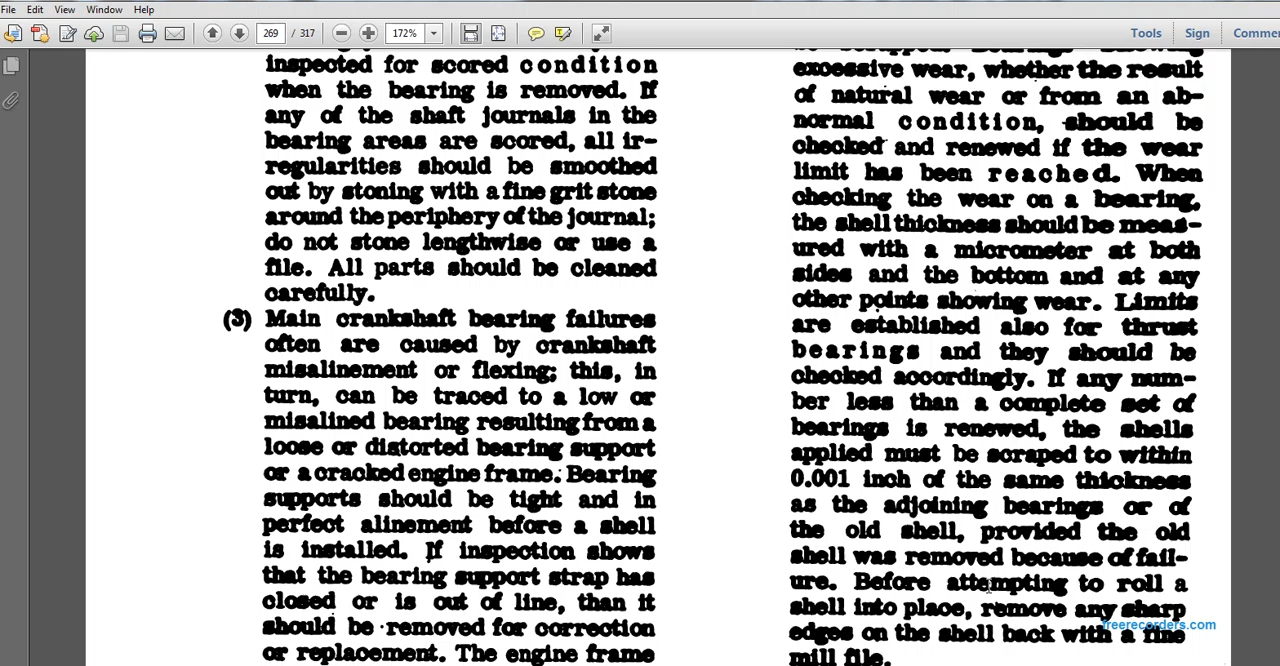 File Edit View Window Help
269 / 317 172% Tools Sign Comme
inspected for scored condition
when the bearing is removed. If
any of the shaft journals in the
bearing areas are scored, all ir-
regularities should be smoothed
out by stoning with a fine grit stone
around the periphery of the journal;
do not stone lengthwise or use a
file. All parts should be cleaned
carefully.
(3) Main crankshaft bearing failures
often are caused by crankshaft
misalinement or flexing; this, in
turn, can be traced to a low or
misalined bearing resulting from a
loose or distorted bearing support
or a cracked engine frame. Bearing
supports should be tight and in
perfect alinement before a shell
is installed. If inspection shows
that the bearing support strap has
closed or is out of line, than it
should be removed for correction
or replacement. The engine frame
be scrapped. Bearings showing
excessive wear, whether the result
of natural wear or from an ab-
normal condition, should be
checked and renewed if the wear
limit has been reached. When
checking the wear on a bearing,
the shell thickness should be meas-
ured with a micrometer at both
sides and the bottom and at any
other points showing wear. Limits
are established also for thrust
bearings and they should be
checked accordingly. If any num-
ber less than a complete set of
bearings is renewed, the shells
applied must be scraped to within
0.001 inch of the same thickness
as the adjoining bearings or of
the old shell, provided the old
shell was removed because of fail-
ure. Before attempting to roll a
shell into place, remove any sharp
freerecorders.com
edges on the shell back with a fine
mill file.